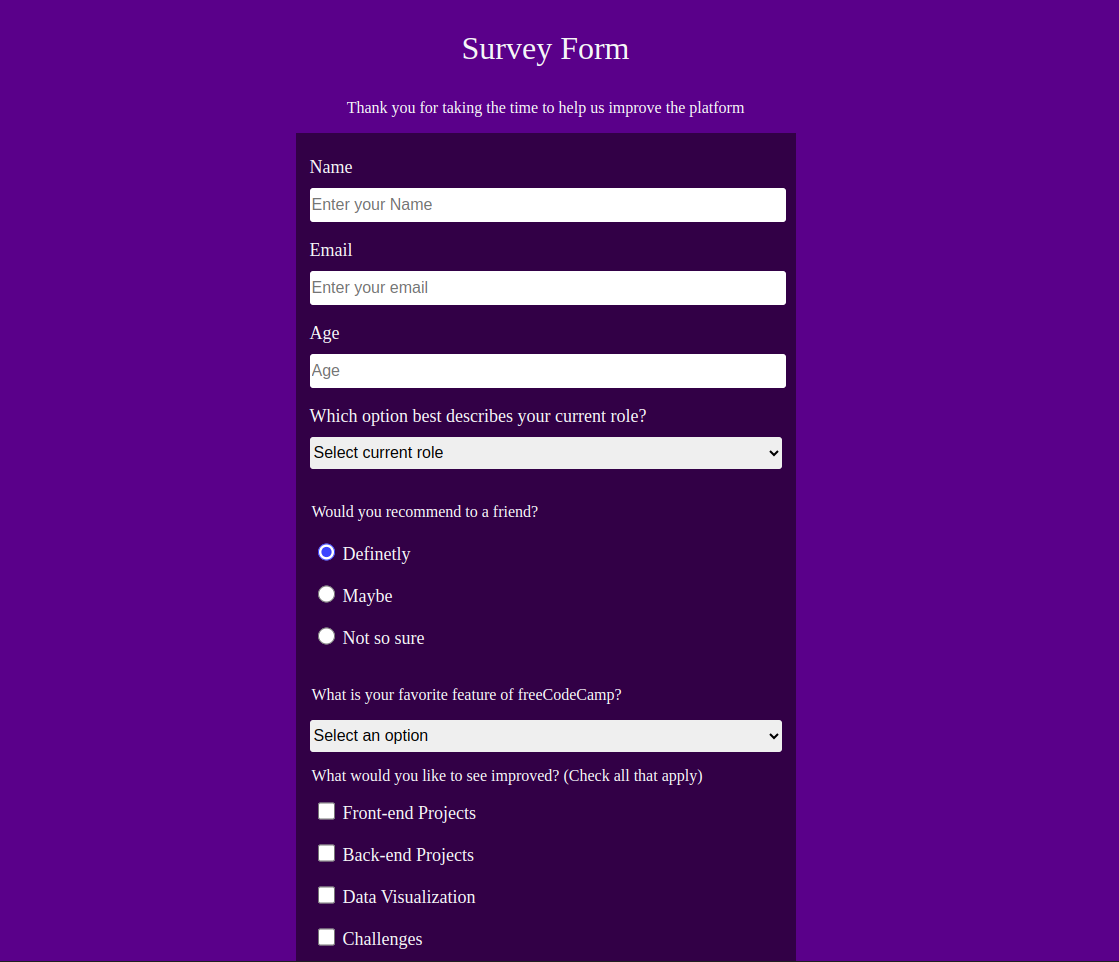 Survey Form
Thank you for taking the time to help us improve the platform
Name
Enter your Name
Email
Enter your email
Age
Age
Which option best describes your current role?
Select current role
Would you recommend to a friend?
Definetly
Maybe
Not so sure
What is your favorite feature of freeCodeCamp?
Select an option
What would you like to see improved? (Check all that apply)
Front-end Projects
Back-end Projects
Data Visualization
Challenges